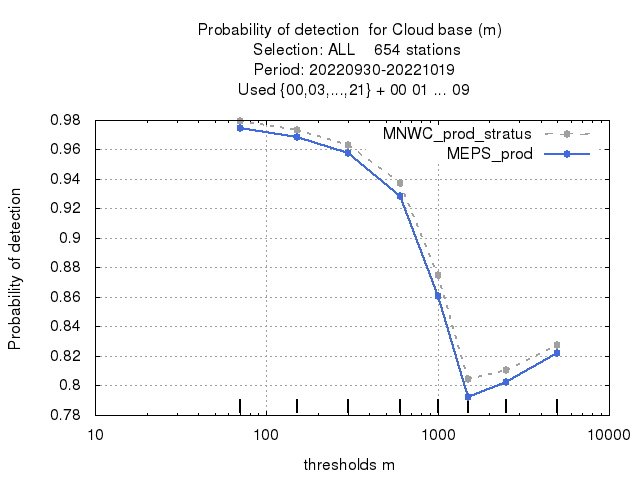 Probability of detection  for Cloud base (m)
Selection: ALL    654 stations
Period: 20220930-20221019
Used {00,03,...,21} + 00 01 ... 09
MNWC_prod_stratus
MEPS_prod
Probability of detection
0.98
0.96
0.94
0.92
0.9
0.88
0.86
0.84
0.82
0.8
0.78
10
100
1000
10000
thresholds m